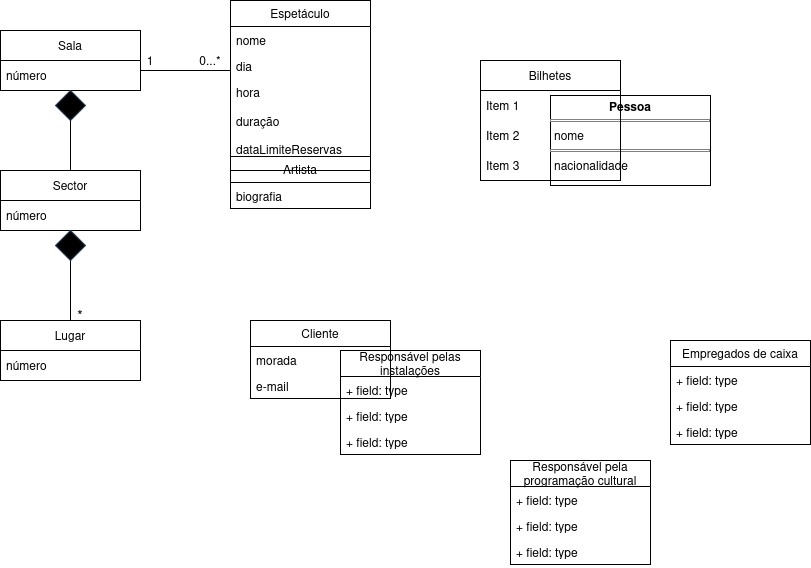 Sala
número
1
0...*
Espetáculo
nome
dia
hora
duração
dataLimiteReservas
Artista
biografia
Bilhetes
Item 1
Item 2
Item 3
Pessoa
nome
nacionalidade
Sector
número
*
Lugar
número
Cliente
morada
e-mail
Responsável pelas
instalações
+ field: type
+ field: type
+ field: type
Empregados de caixa
+ field: type
+ field: type
+ field: type
Responsável pela
programação cultural
+ field: type
+ field: type
+ field: type